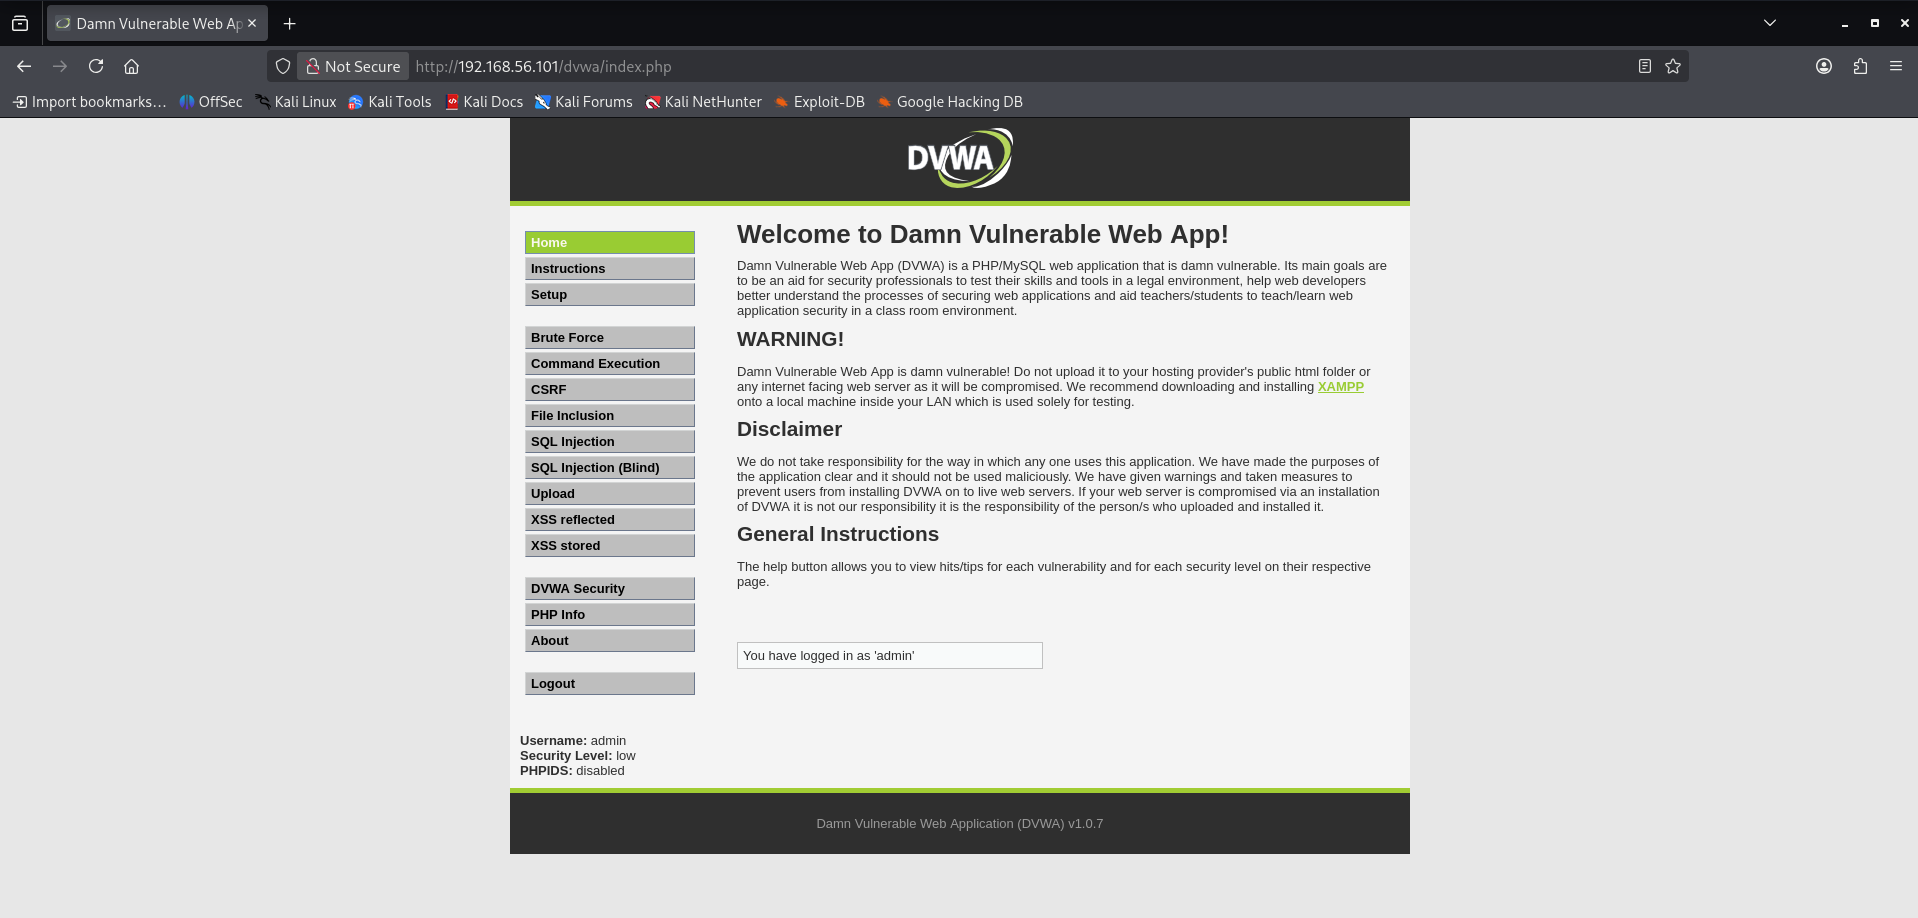 Damn Vulnerable Web Ap
Not Secure http://192.168.56.101/dvwa/index.php
Import bookmarks... OffSec Kali Linux Kali Tools Kali Docs Kali Forums Kali NetHunter Exploit-DB Google Hacking DB
DVWA
Home
Instructions
Setup
Brute Force
Command Execution
CSRF
File Inclusion
SQL Injection
SQL Injection (Blind)
Upload
XSS reflected
XSS stored
DVWA Security
PHP Info
About
Logout
Username: admin
Security Level: low
PHPIDS: disabled
Welcome to Damn Vulnerable Web App!
Damn Vulnerable Web App (DVWA) is a PHP/MySQL web application that is damn vulnerable. Its main goals are
to be an aid for security professionals to test their skills and tools in a legal environment, help web developers
better understand the processes of securing web applications and aid teachers/students to teach/learn web
application security in a class room environment.
WARNING!
Damn Vulnerable Web App is damn vulnerable! Do not upload it to your hosting provider's public html folder or
any internet facing web server as it will be compromised. We recommend downloading and installing XAMPP
onto a local machine inside your LAN which is used solely for testing.
Disclaimer
We do not take responsibility for the way in which any one uses this application. We have made the purposes of
the application clear and it should not be used maliciously. We have given warnings and taken measures to
prevent users from installing DVWA on to live web servers. If your web server is compromised via an installation
of DVWA it is not our responsibility it is the responsibility of the person/s who uploaded and installed it.
General Instructions
The help button allows you to view hits/tips for each vulnerability and for each security level on their respective
page.
You have logged in as 'admin'
Damn Vulnerable Web Application (DVWA) v1.0.7